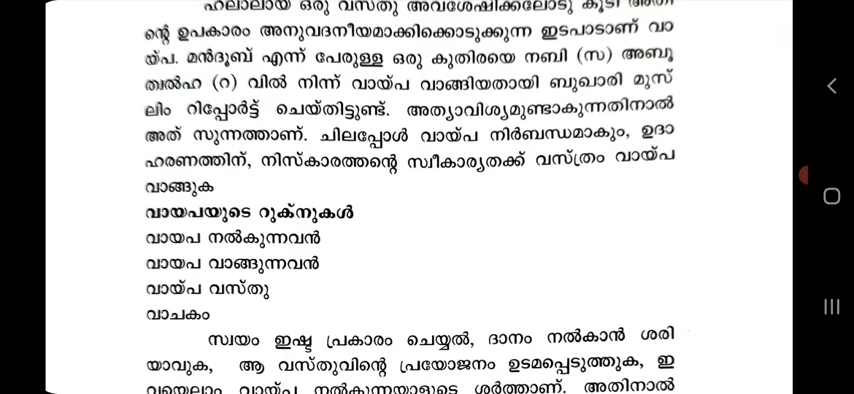 ഹലാലായ ഒരു വസ്തു അവശേഷിക്കലോടു കൂടി അതി
ന്റെ ഉപകാരം അനുവദനീയമാക്കിക്കൊടുക്കുന്ന ഇടപാടാണ് വാ
യ്പ. മൻദൂബ് എന്ന് പേരുള്ള ഒരു കുതിരയെ നബി (സ) അബൂ
ത്വൽഹ (റ) വിൽ നിന്ന് വായ്പ വാങ്ങിയതായി ബുഖാരി മുസ്
ലിം റിപ്പോർട്ട് ചെയ്തിട്ടുണ്ട്. അത്യാവിശ്യമുണ്ടാകുന്നതിനാൽ
അത് സുന്നത്താണ്. ചിലപ്പോൾ വായ്പ നിർബന്ധമാകും, ഉദാ
ഹരണത്തിന്, നിസ്കാരത്തന്റെ സ്വീകാര്യതക്ക് വസ്ത്രം വായ്പ
വാങ്ങുക
വായപയുടെ റുക്നുകൾ
വായപ നൽകുന്നവൻ
വായപ വാങ്ങുന്നവൻ
വായ്പ വസ്തു
വാചകം
സ്വയം ഇഷ്ട പ്രകാരം ചെയ്യൽ, ദാനം നൽകാൻ ശരി
യാവുക, ആ വസ്തുവിന്റെ പ്രയോജനം ഉടമപ്പെടുത്തുക, ഇ
വയെല്ലാം വായ്പ നൽകുന്നയാളുടെ ശർത്താണ്. അതിനാൽ